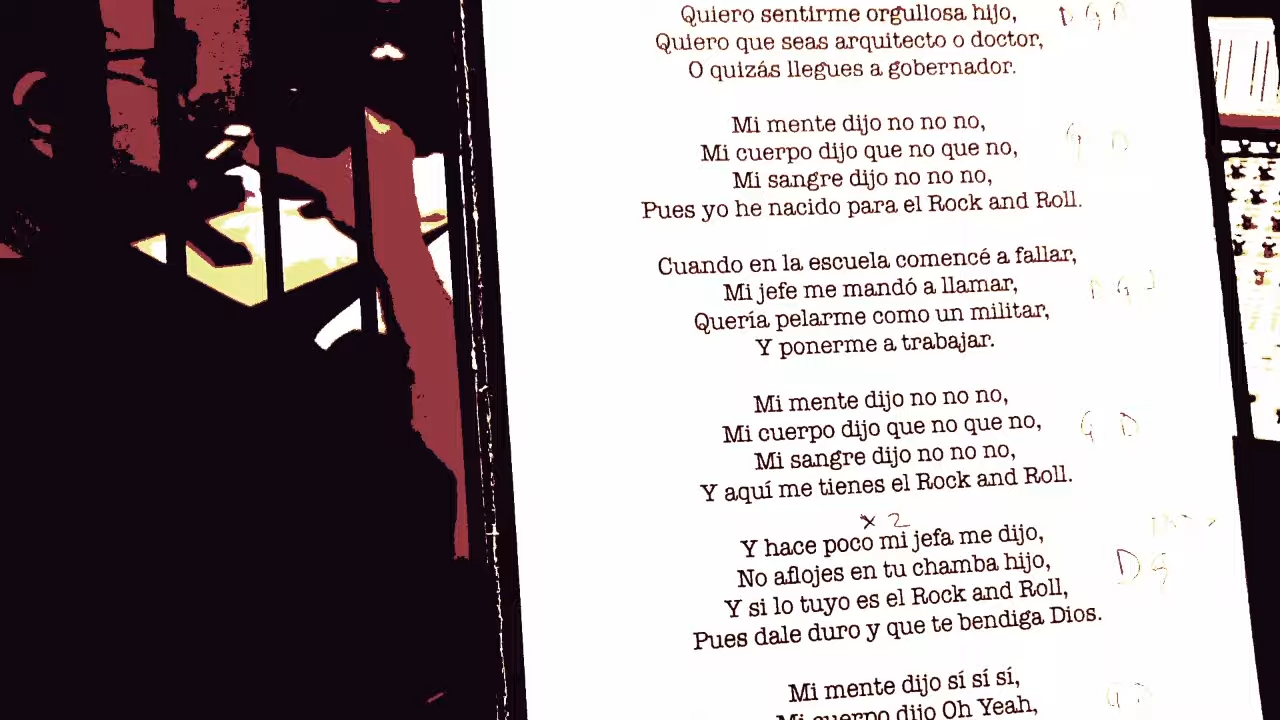 Quiero sentirme orgullosa hijo, D G A
Quiero que seas arquitecto o doctor,
O quizás llegues a gobernador.
Mi mente dijo no no no,
Mi cuerpo dijo que no que no, G D
Mi sangre dijo no no no,
Pues yo he nacido para el Rock and Roll.
Cuando en la escuela comencé a fallar,
Mi jefe me mandó a llamar, D G
Quería pelarme como un militar,
Y ponerme a trabajar.
Mi mente dijo no no no,
Mi cuerpo dijo que no que no, G D
Mi sangre dijo no no no,
Y aquí me tienes el Rock and Roll.
x 2
Y hace poco mi jefa me dijo,
No aflojes en tu chamba hijo, D G
Y si lo tuyo es el Rock and Roll,
Pues dale duro y que te bendiga Dios.
Mi mente dijo sí sí sí,
Mi cuerpo dijo Oh Yeah,